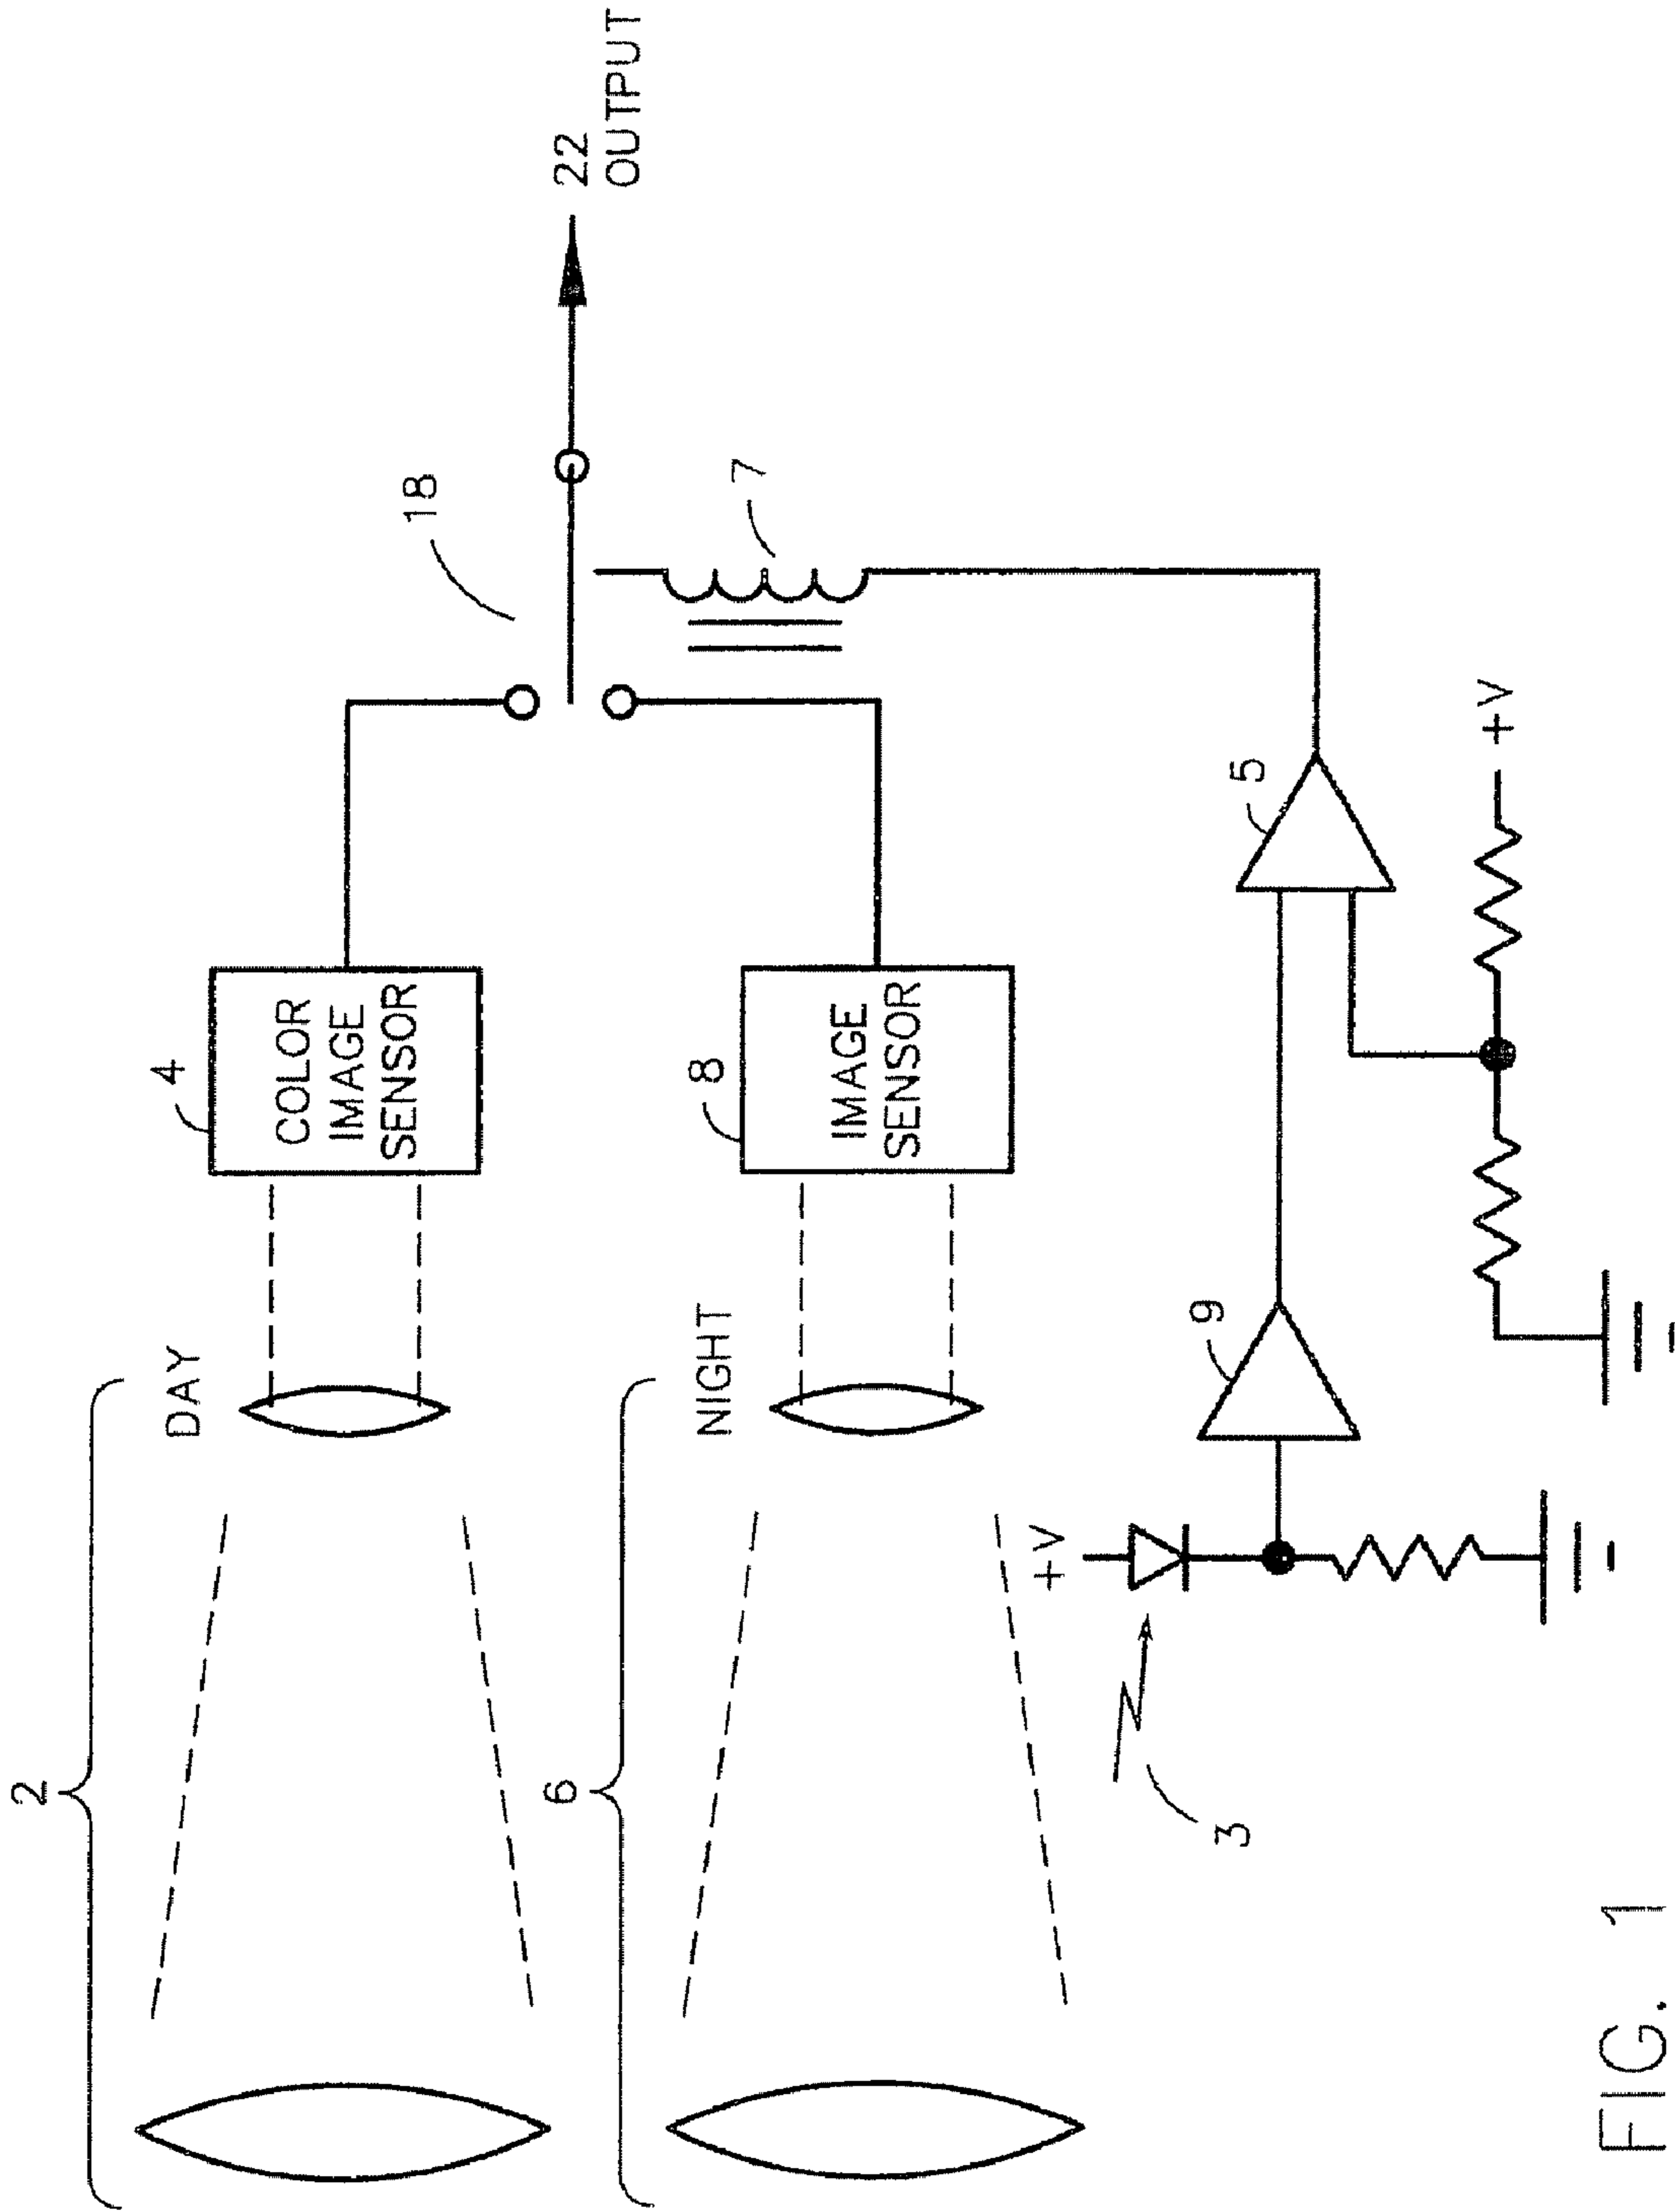 2
DAY
4
COLOR
IMAGE
SENSOR
18
22
OUTPUT
6
NIGHT
8
IMAGE
SENSOR
7
3
+V
9
5
+V
FIG. 1